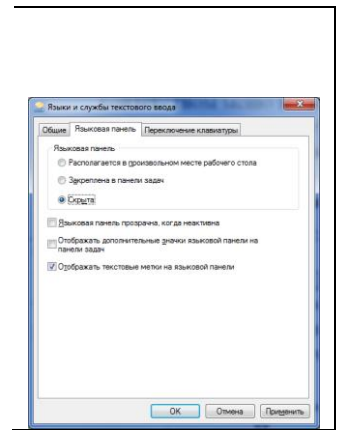 Языки и службы текстового ввода
Общие Языковая панель Переключение клавиатуры
Языковая панель
Располагается в произвольном месте рабочего стола
Закреплена в панели задач
Скрыта
Языковая панель прозрачна, когда неактивна
Отображать дополнительные значки языковой панели на
панели задач
Отображать текстовые метки на языковой панели
ОК Отмена Применить